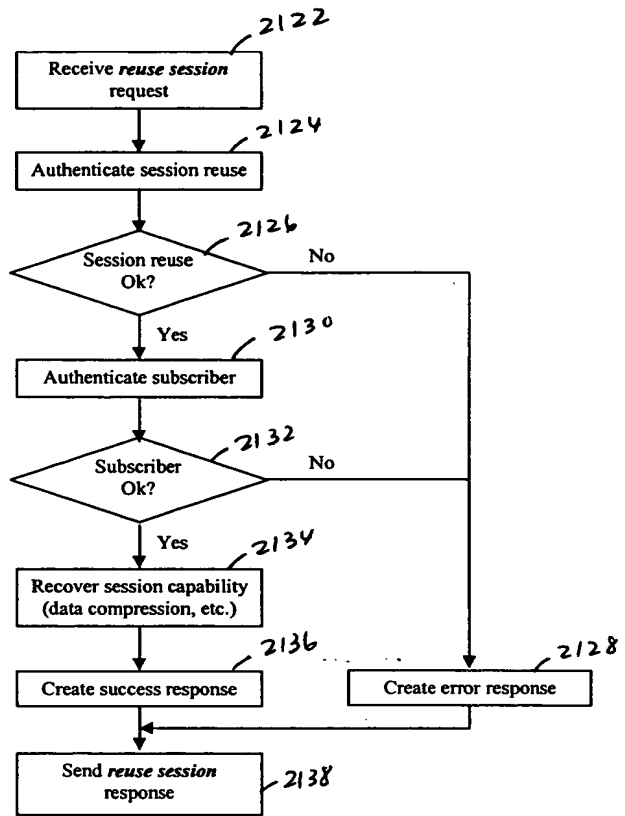 2122
Receive reuse session
request
2124
Authenticate session reuse
2126
Session reuse
Ok?
No
Yes
2130
Authenticate subscriber
2132
Subscriber
Ok?
No
Yes
2134
Recover session capability
(data compression, etc.)
2136
Create success response
2128
Create error response
Send reuse session
response
2138